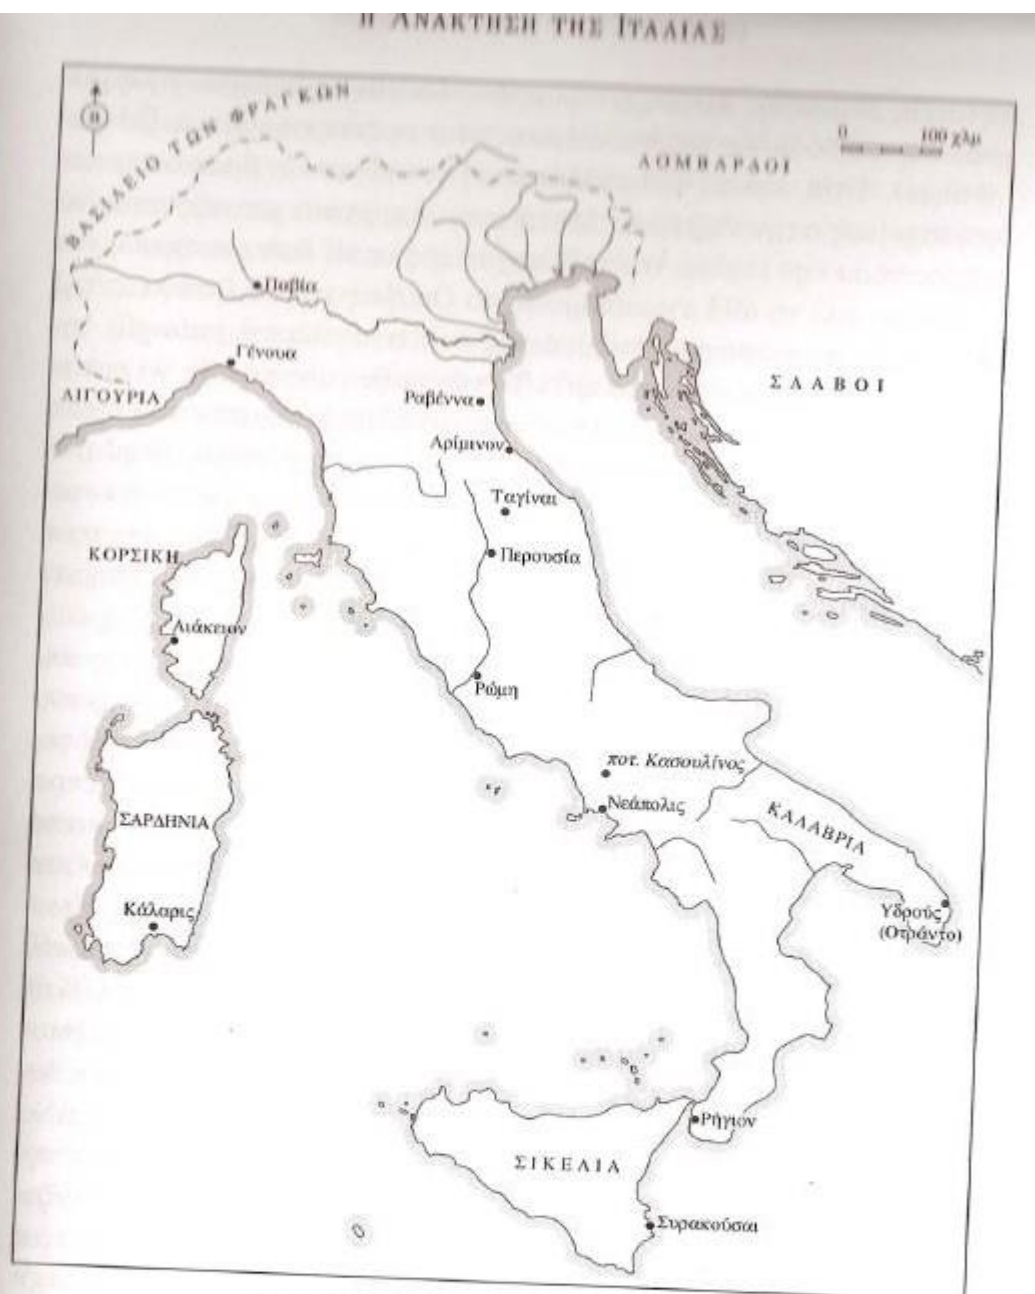 Η ΑΝΑΚΤΗΣΗ ΤΗΣ ΙΤΑΛΙΑΣ
ΒΑΣΙΛΕΙΟ ΤΩΝ ΦΡΑΓΚΩΝ
ΛΟΜΒΑΡΔΟΙ
0 100 χλμ
Παβία
Γένουα
ΛΙΓΟΥΡΙΑ
ΣΛΑΒΟΙ
Ραβέννα
Αρίμινον
Ταγίναι
Περουσία
ΚΟΡΣΙΚΗ
Αιάκειον
Ρώμη
ποτ. Κασουλίνος
Νεάπολις
ΣΑΡΔΗΝΙΑ
ΚΑΛΑΒΡΙΑ
Κάλαρις
Υδρούς
(Οτράντο)
Ρήγιον
ΣΙΚΕΛΙΑ
Συρακούσαι